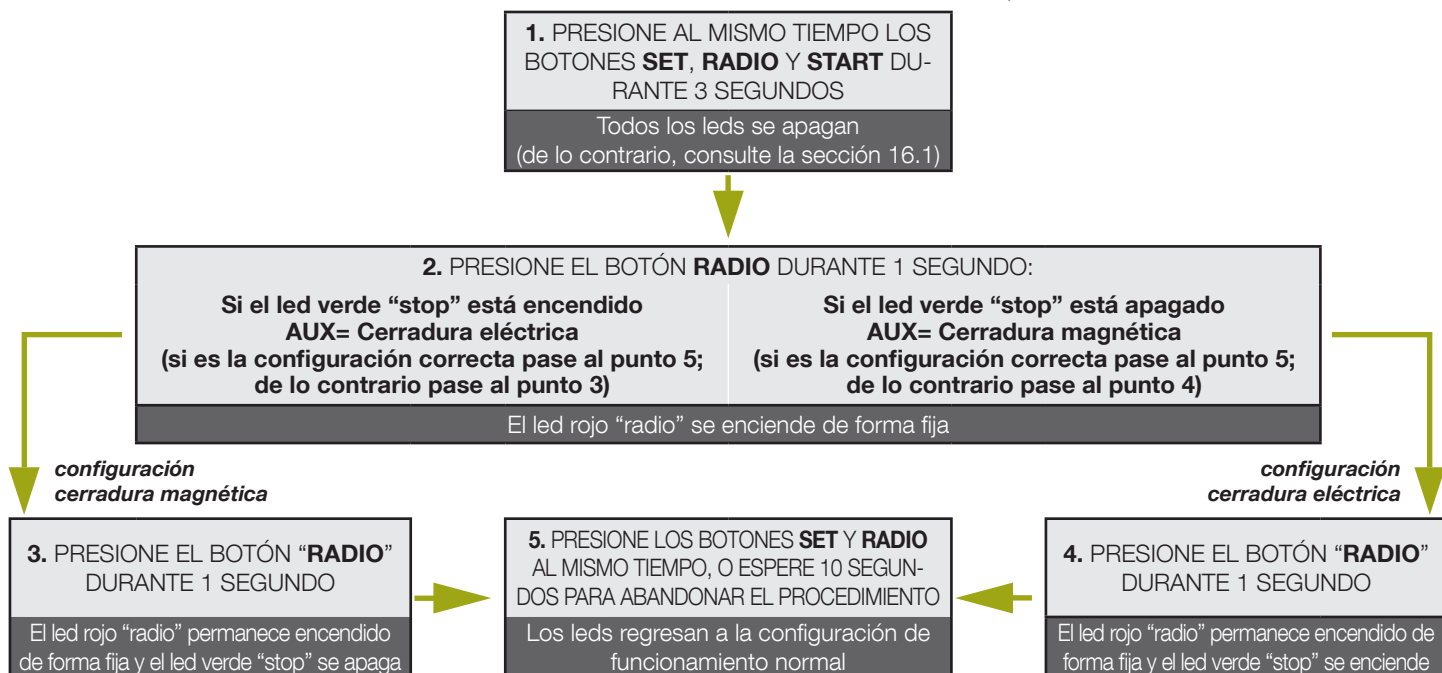 1. PRESIONE AL MISMO TIEMPO LOS
BOTONES SET, RADIO Y START DU-
RANTE 3 SEGUNDOS
Todos los leds se apagan
(de lo contrario, consulte la sección 16.1)
2. PRESIONE EL BOTÓN RADIO DURANTE 1 SEGUNDO:
Si el led verde “stop” está encendido
AUX= Cerradura eléctrica
(si es la configuración correcta pase al punto 5;
de lo contrario pase al punto 3)
Si el led verde “stop” está apagado
AUX= Cerradura magnética
(si es la configuración correcta pase al punto 5;
de lo contrario pase al punto 4)
El led rojo “radio” se enciende de forma fija
configuración
cerradura magnética
configuración
cerradura eléctrica
3. PRESIONE EL BOTÓN “RADIO”
DURANTE 1 SEGUNDO
El led rojo “radio” permanece encendido
de forma fija y el led verde “stop” se apaga
5. PRESIONE LOS BOTONES SET Y RADIO
AL MISMO TIEMPO, O ESPERE 10 SEGUN-
DOS PARA ABANDONAR EL PROCEDIMIENTO
Los leds regresan a la configuración de
funcionamiento normal
4. PRESIONE EL BOTÓN “RADIO”
DURANTE 1 SEGUNDO
El led rojo “radio” permanece encendido de
forma fija y el led verde “stop” se enciende